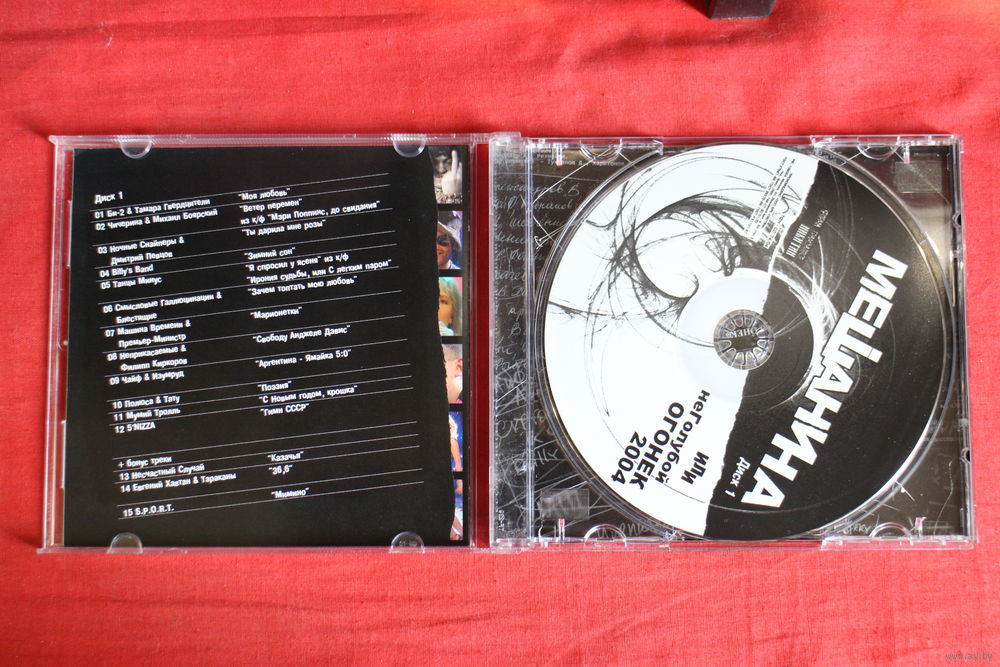 Диск 1
01 Би-2 & Тамара Гвердцители "Моя любовь"
02 Чичерина & Михаил Боярский "Ветер перемен"
из к/ф "Мэри Поппинс, до свидания"
03 Ночные Снайперы & "Ты дарила мне розы"
Дмитрий Певцов
04 Billy's Band "Зимний сон"
05 Танцы Минус "Я спросил у ясеня" из к/ф
"Ирония судьбы, или С легким паром"
06 Смысловые Галлюцинации & "Зачем топтать мою любовь"
Блестящие
07 Машина Времени & "Марионетки"
Премьер-Министр
08 Неприкасаемые & "Свободу Анджеле Дэвис"
Филипп Киркоров
09 Чайф & Изумруд "Аргентина - Ямайка 5:0"
10 Полюса & Тату "Поэзия"
11 Мумий Тролль "С Новым годом, крошка"
12 5'NIZZA "Гимн СССР"
+ бонус треки
13 Несчастный Случай "Казачья"
14 Евгений Хавтан & Тараканы "36,6"
15 S.P.O.R.T. "Мимино"
МЕЦДАНИНА
Диск 1
или
неГолубой
ОГОНЕК
2004
www.ay.by